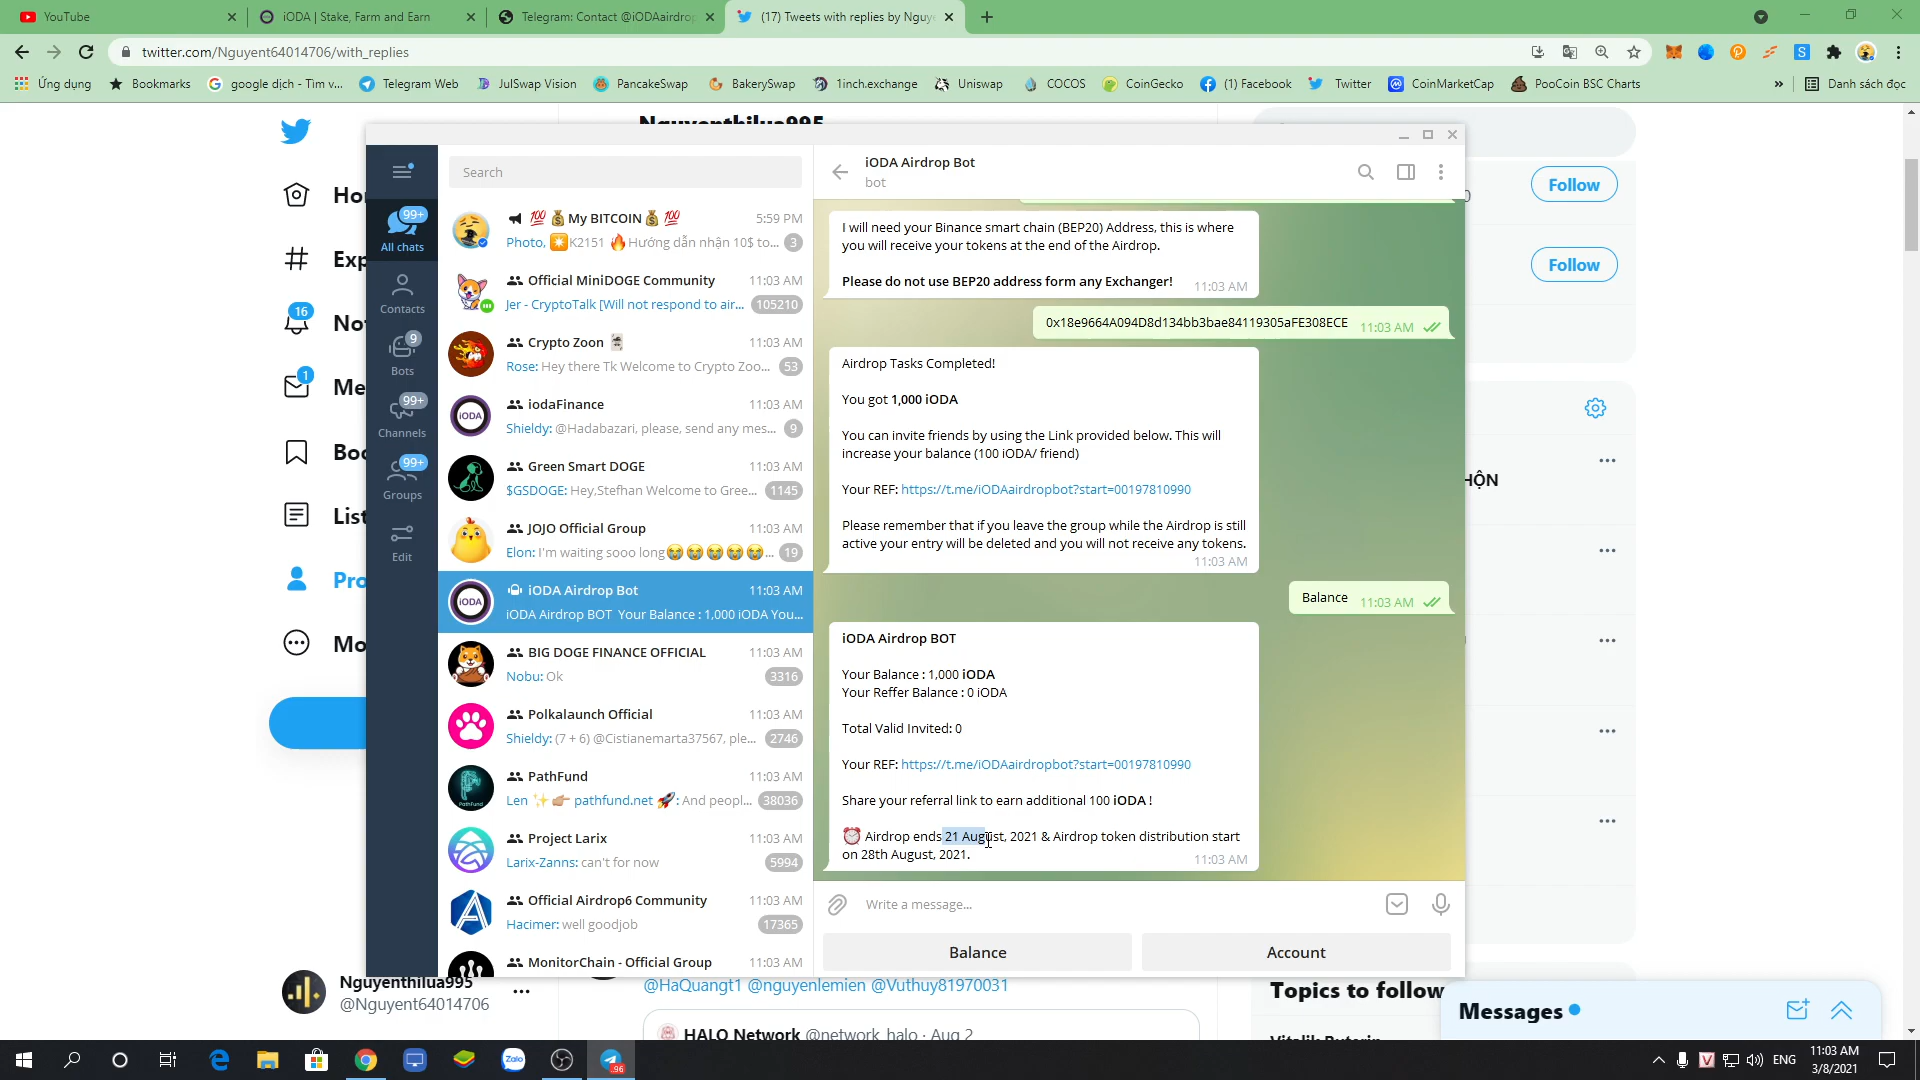 YouTube
iODA | Stake, Farm and Earn
Telegram: Contact @iODAairdrop
(17) Tweets with replies by Nguye
twitter.com/Nguyent64014706/with_replies
Ứng dụng
Bookmarks
google dịch - Tìm v...
Telegram Web
JulSwap Vision
PancakeSwap
BakerySwap
1inch.exchange
Uniswap
COCOS
CoinGecko
(1) Facebook
Twitter
CoinMarketCap
PooCoin BSC Charts
»
Danh sách đọc
Nguyenthilua995
Follow
Follow
16
1
HỘN
Nguyenthilua995
@Nguyent64014706
Search
99+
All chats
Contacts
9
Bots
99+
Channels
99+
Groups
Edit
💯💰My BITCOIN💰💯 5:59 PM
Photo, K2151 🔥Hướng dẫn nhận 10$ to... 3
Official MiniDOGE Community 11:03 AM
Jer - CryptoTalk [Will not respond to air... 105210
Crypto Zoon 🃏 11:03 AM
Rose: Hey there Tk Welcome to Crypto Zoo... 53
iodaFinance 11:03 AM
Shieldy: @Hadabazari, please, send any mes... 9
Green Smart DOGE 11:03 AM
$GSDOGE: Hey,Stefhan Welcome to Gree... 1145
JOJO Official Group 11:03 AM
Elon: I'm waiting sooo long😭😭😭😭😭... 19
iODA
iODA Airdrop Bot 11:03 AM
iODA Airdrop BOT Your Balance : 1,000 iODA You...
BIG DOGE FINANCE OFFICIAL 11:03 AM
Nobu: Ok 3316
Polkalaunch Official 11:03 AM
Shieldy: (7 + 6) @Cistianemarta37567, ple... 2746
PathFund 11:03 AM
Len ✨👉🏼 pathfund.net 🚀: And peopl... 38036
Project Larix 11:03 AM
Larix-Zanns: can't for now 5994
Official Airdrop6 Community 11:03 AM
Hacimer: well goodjob 17365
MonitorChain - Official Group 11:03 AM
iODA Airdrop Bot
bot
I will need your Binance smart chain (BEP20) Address, this is where
you will receive your tokens at the end of the Airdrop.
Please do not use BEP20 address form any Exchanger! 11:03 AM
0x18e9664A094D8d134bb3bae84119305aFE308ECE 11:03 AM
Airdrop Tasks Completed!
You got 1,000 iODA
You can invite friends by using the Link provided below. This will
increase your balance (100 iODA/ friend)
Your REF: https://t.me/iODAairdropbot?start=00197810990
Please remember that if you leave the group while the Airdrop is still
active your entry will be deleted and you will not receive any tokens.
11:03 AM
Balance 11:03 AM
iODA Airdrop BOT
Your Balance : 1,000 iODA
Your Reffer Balance : 0 iODA
Total Valid Invited: 0
Your REF: https://t.me/iODAairdropbot?start=00197810990
Share your referral link to earn additional 100 iODA !
⏰ Airdrop ends 21 August, 2021 & Airdrop token distribution start
on 28th August, 2021. 11:03 AM
Write a message...
Balance
Account
@HaQuangt1 @nguyenlemien @Vuthuy81970031
HALO Network @network_halo · Aug 2
Topics to follow
Messages
ENG
11:03 AM
3/8/2021